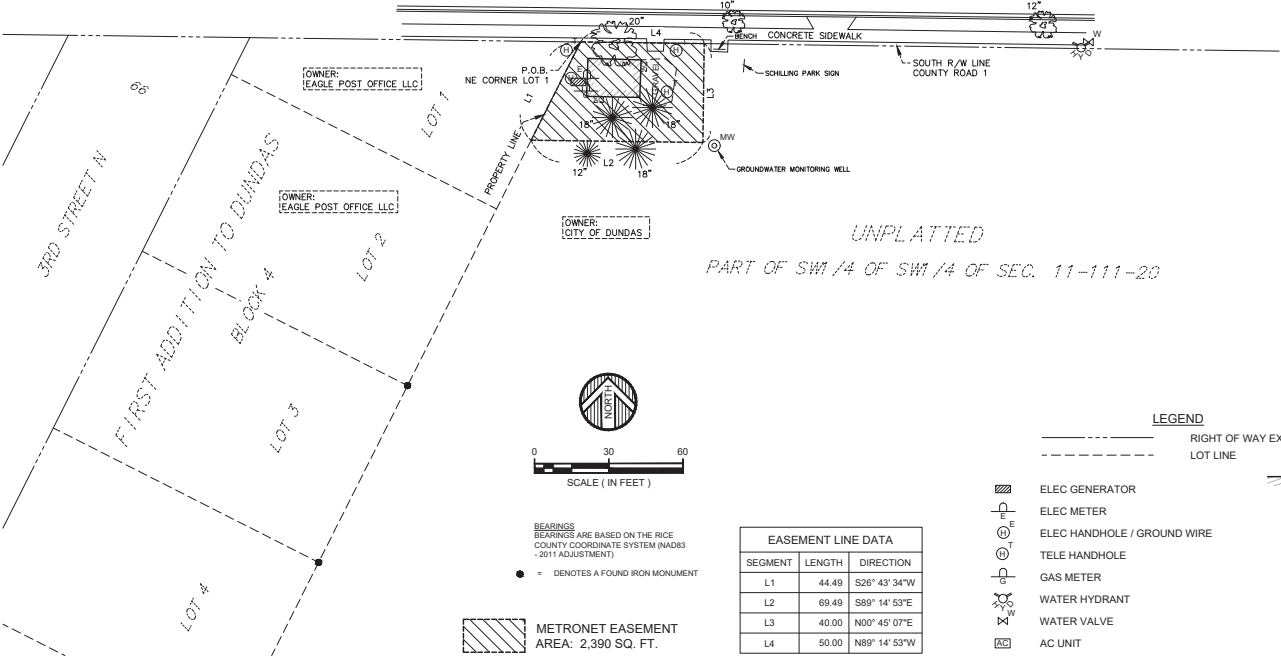 10"
12"
20"
L4
W
BENCH
CONCRETE SIDEWALK
H
H
P.O.B.
NE CORNER LOT 1
E
H
GRAVEL
H
SCHILLING PARK SIGN
SOUTH R/W LINE
COUNTY ROAD 1
OWNER:
EAGLE POST OFFICE LLC
66
LOT 1
L1
L3
18"
18"
MW
PROPERTY LINE
L2
12"
18"
GROUNDWATER MONITORING WELL
3RD STREET N
FIRST ADDITION TO DUNDAS
BLOCK 4
OWNER:
EAGLE POST OFFICE LLC
LOT 2
OWNER:
CITY OF DUNDAS
UNPLATTED
PART OF SW1/4 OF SW1/4 OF SEC. 11-111-20
LOT 3
LOT 4
NORTH
0 30 60
SCALE ( IN FEET )
BEARINGS
BEARINGS ARE BASED ON THE RICE
COUNTY COORDINATE SYSTEM (NAD83
- 2011 ADJUSTMENT)
= DENOTES A FOUND IRON MONUMENT
METRONET EASEMENT
AREA: 2,390 SQ. FT.
EASEMENT LINE DATA
SEGMENT LENGTH DIRECTION
L1 44.49 S26° 43' 34"W
L2 69.49 S89° 14' 53"E
L3 40.00 N00° 45' 07"E
L4 50.00 N89° 14' 53"W
LEGEND
RIGHT OF WAY EX
LOT LINE
ELEC GENERATOR
E ELEC METER
H E ELEC HANDHOLE / GROUND WIRE
H T TELE HANDHOLE
G GAS METER
HYD WATER HYDRANT
W WATER VALVE
AC AC UNIT